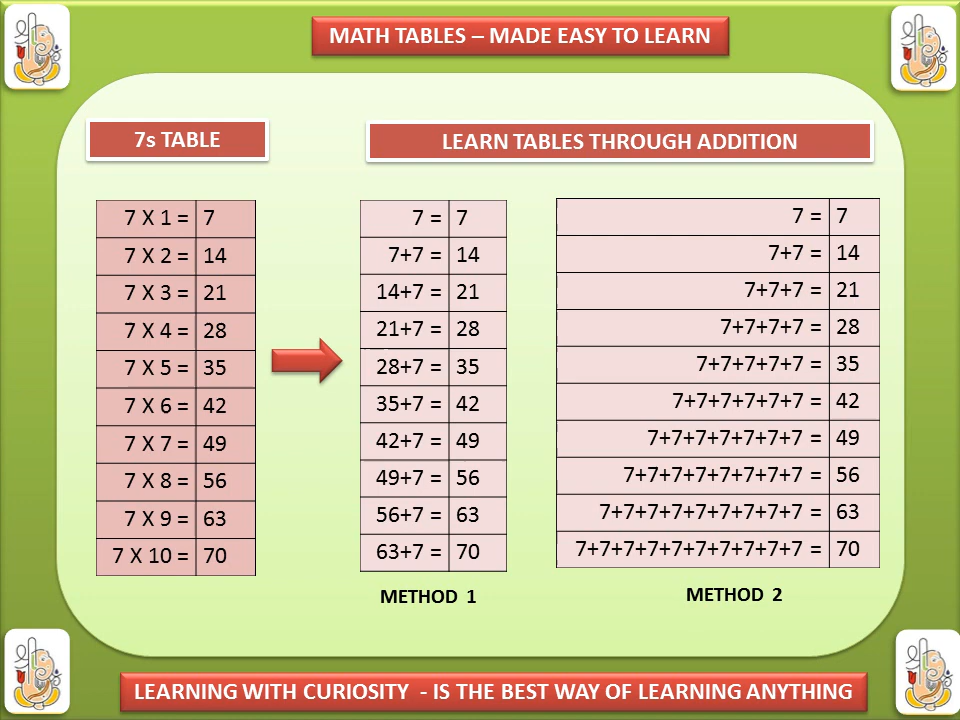 MATH TABLES – MADE EASY TO LEARN
7s TABLE
LEARN TABLES THROUGH ADDITION
7 X 1 = 7
7 X 2 = 14
7 X 3 = 21
7 X 4 = 28
7 X 5 = 35
7 X 6 = 42
7 X 7 = 49
7 X 8 = 56
7 X 9 = 63
7 X 10 = 70
7 = 7
7+7 = 14
14+7 = 21
21+7 = 28
28+7 = 35
35+7 = 42
42+7 = 49
49+7 = 56
56+7 = 63
63+7 = 70
METHOD 1
7 = 7
7+7 = 14
7+7+7 = 21
7+7+7+7 = 28
7+7+7+7+7 = 35
7+7+7+7+7+7 = 42
7+7+7+7+7+7+7 = 49
7+7+7+7+7+7+7+7 = 56
7+7+7+7+7+7+7+7+7 = 63
7+7+7+7+7+7+7+7+7+7 = 70
METHOD 2
LEARNING WITH CURIOSITY - IS THE BEST WAY OF LEARNING ANYTHING